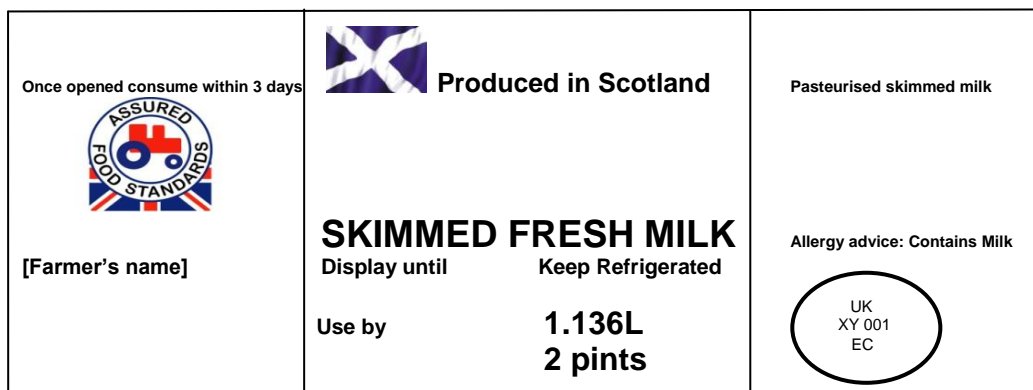 Once opened consume within 3 days
ASSURED
FOOD STANDARDS
[Farmer's name]
Produced in Scotland
SKIMMED FRESH MILK
Display until Keep Refrigerated
Use by 1.136L
2 pints
Pasteurised skimmed milk
Allergy advice: Contains Milk
UK
XY 001
EC